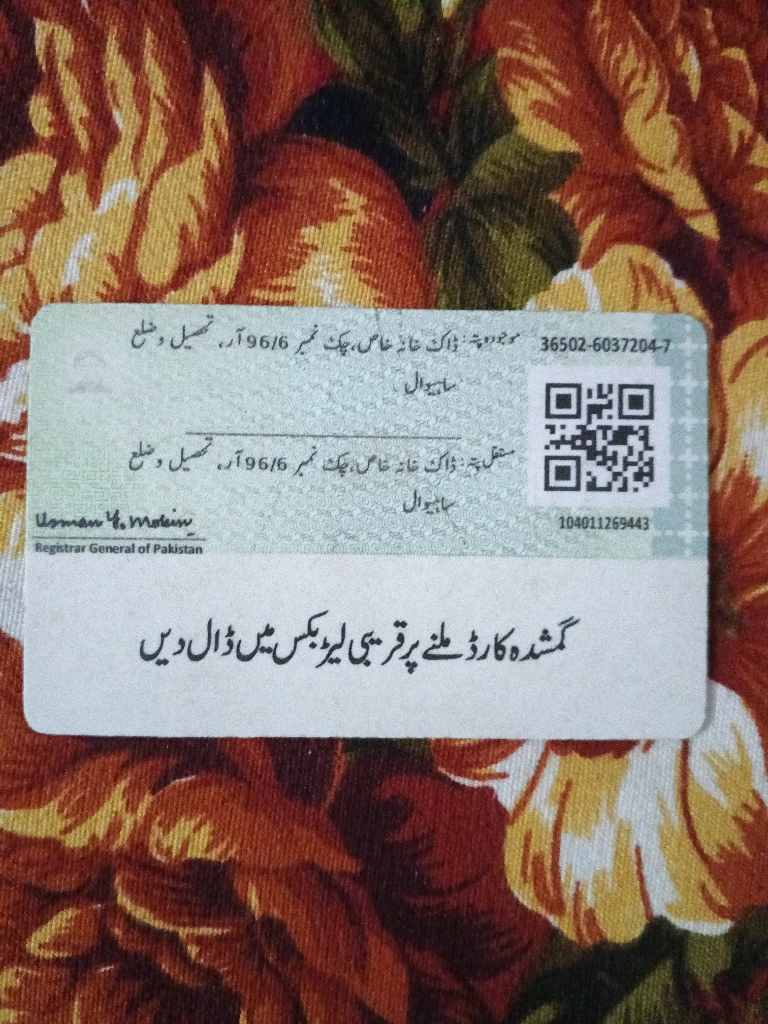 36502-6037204-7
موجودہ پتہ: ڈاک خانہ خاص، چک نمبر 96/6 آر، تحصیل و ضلع
ساہیوال
مستقل پتہ: ڈاک خانہ خاص، چک نمبر 96/6 آر، تحصیل و ضلع
ساہیوال
104011269443
Usman Y. Mobin
Registrar General of Pakistan
گمشدہ کارڈ ملنے پر قریبی لیٹر بکس میں ڈال دیں